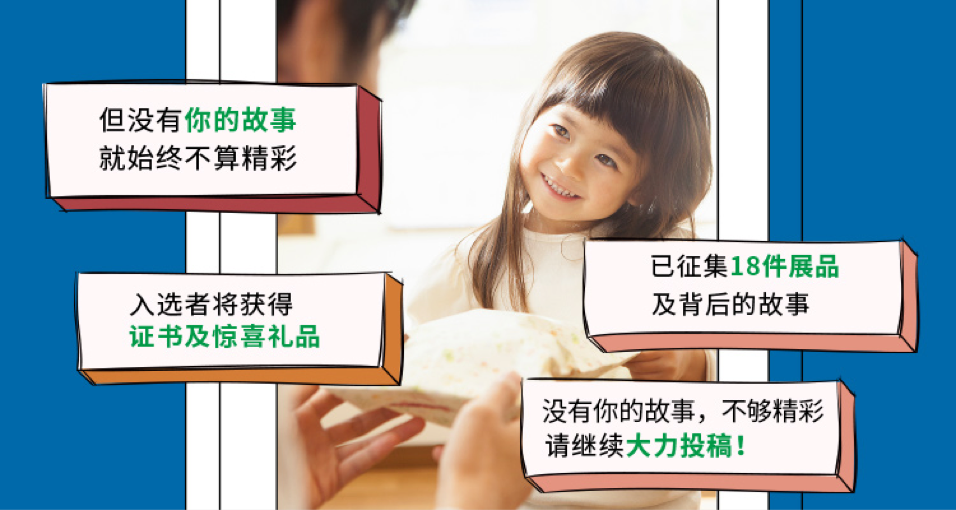 但没有你的故事
就始终不算精彩
入选者将获得
证书及惊喜礼品
已征集18件展品
及背后的故事
没有你的故事，不够精彩
请继续大力投稿！